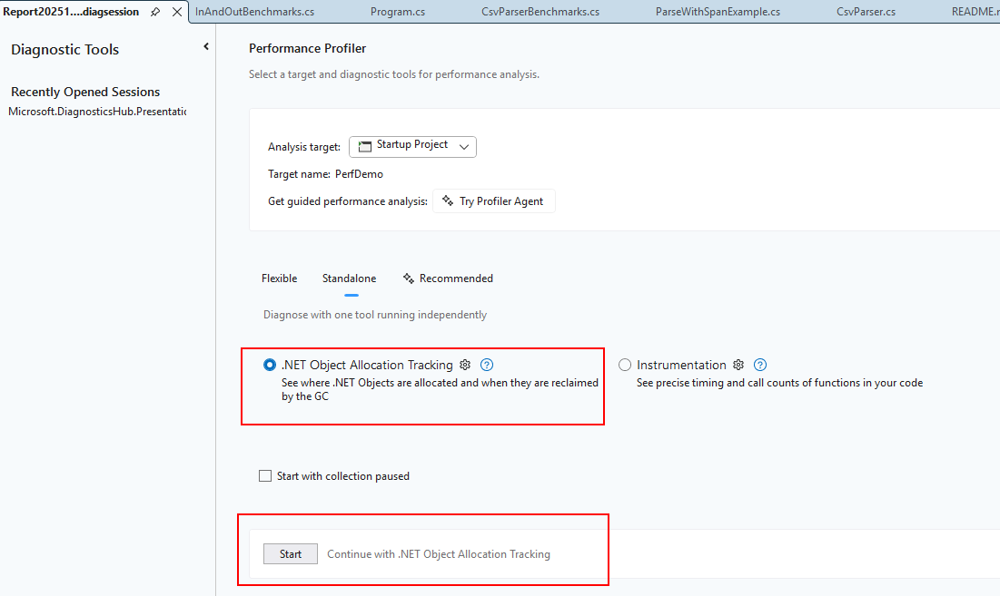 Report20251....diagsession InAndOutBenchmarks.cs Program.cs CsvParserBenchmarks.cs ParseWithSpanExample.cs CsvParser.cs README.
Diagnostic Tools
Recently Opened Sessions
Microsoft.DiagnosticsHub.Presentatic
Performance Profiler
Select a target and diagnostic tools for performance analysis.
Analysis target: Startup Project
Target name: PerfDemo
Get guided performance analysis: Try Profiler Agent
Flexible Standalone Recommended
Diagnose with one tool running independently
.NET Object Allocation Tracking ?
See where .NET Objects are allocated and when they are reclaimed
by the GC
Instrumentation ?
See precise timing and call counts of functions in your code
Start with collection paused
Start Continue with .NET Object Allocation Tracking